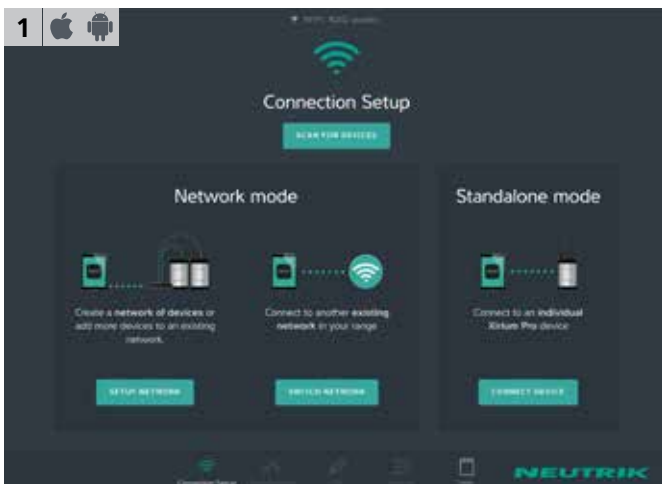 1
Connection Setup
SCAN FOR DEVICES
Network mode
Standalone mode
Create a network of devices or
add more devices to an existing
network.
Connect to another existing
network in your range
Connect to an individual
Xirium Pro device
SETUP NETWORK
SWITCH NETWORK
CONNECT DEVICE
Connection Setup
NEUTRIK